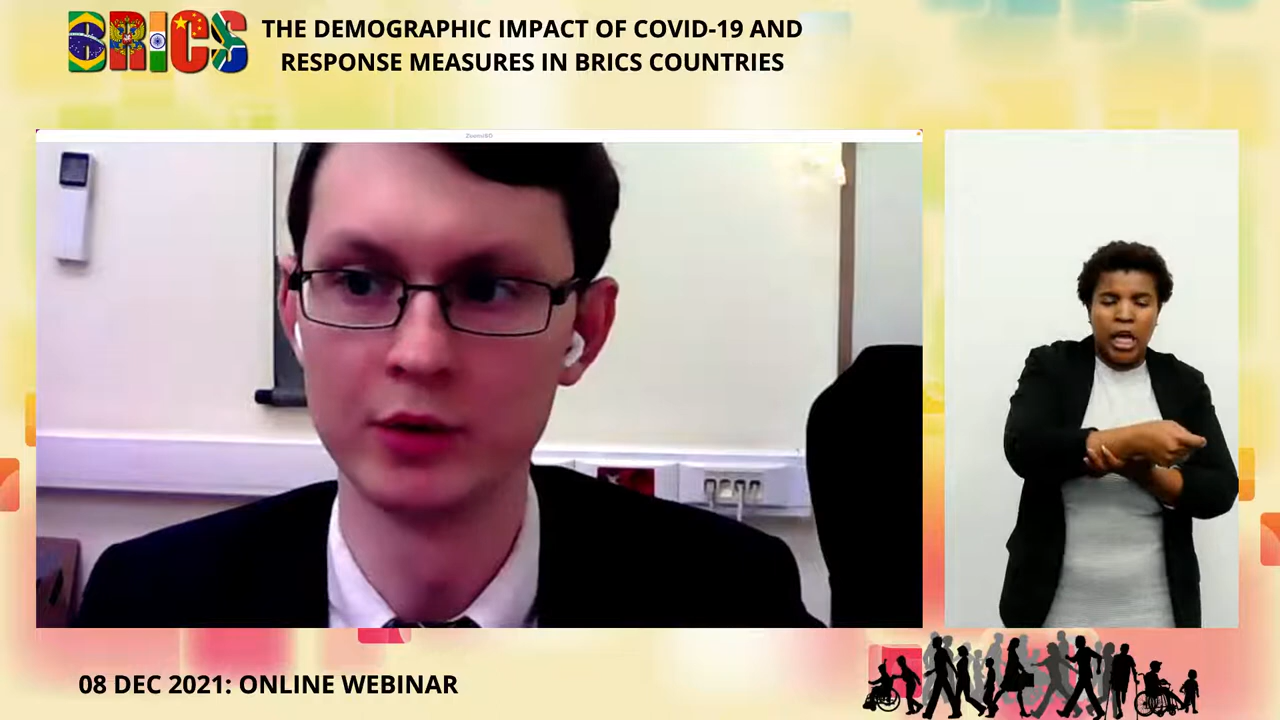 BRICS
THE DEMOGRAPHIC IMPACT OF COVID-19 AND
RESPONSE MEASURES IN BRICS COUNTRIES
08 DEC 2021: ONLINE WEBINAR